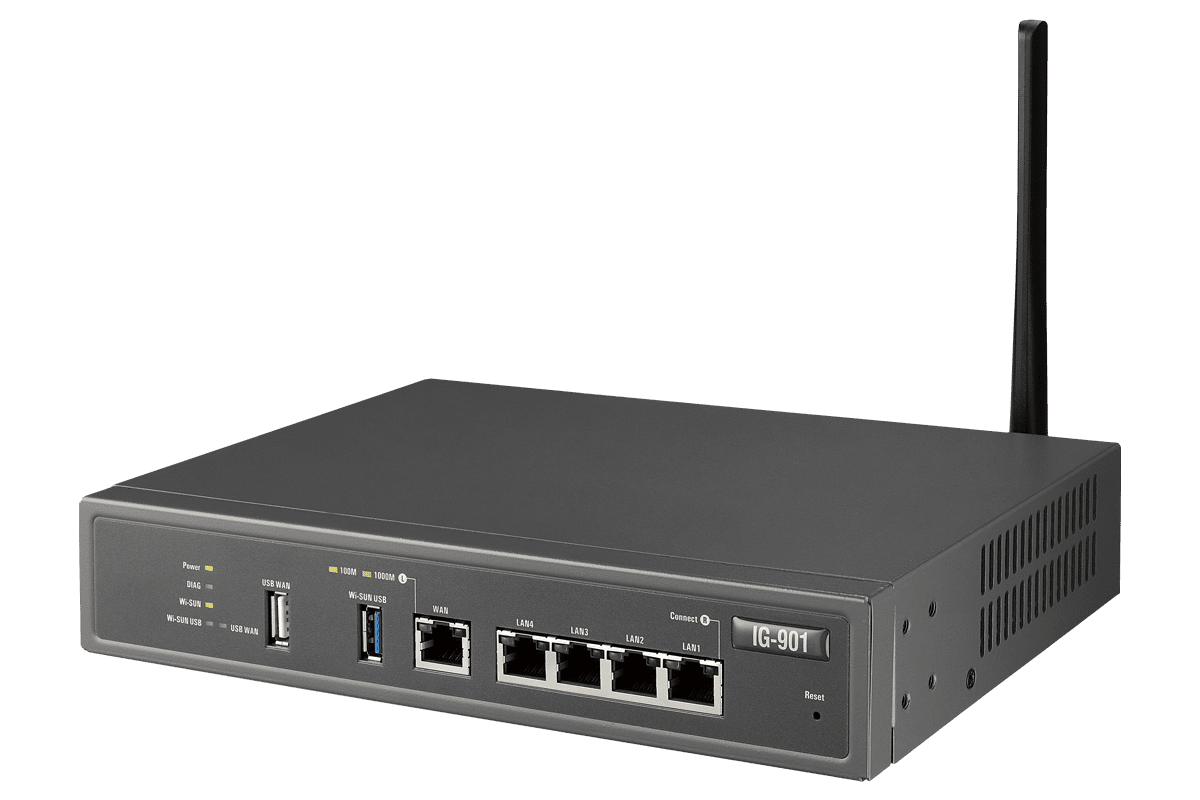 Power
DIAG
Wi-SUN
Wi-SUN USB
USB WAN
USB WAN
100M
1000M
L
Wi-SUN USB
WAN
LAN4
LAN3
LAN2
LAN1
Connect R
IG-901
Reset